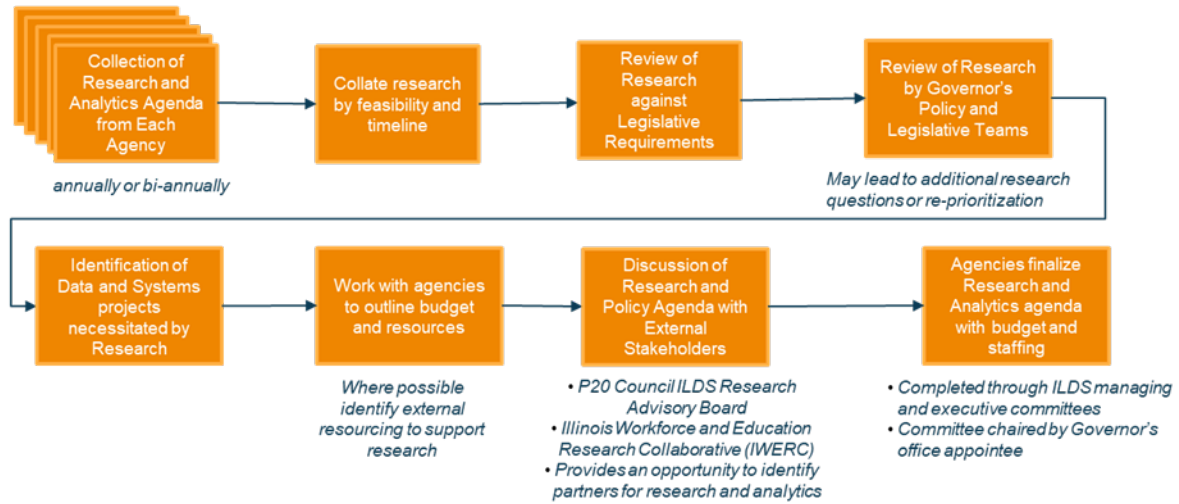 Collection of
Research and
Analytics Agenda
from Each
Agency
annually or bi-annually
Collate research
by feasibility and
timeline
Review of
Research
against
Legislative
Requirements
Review of Research
by Governor's
Policy and
Legislative Teams
May lead to additional research
questions or re-prioritization
Identification of
Data and Systems
projects
necessitated by
Research
Work with agencies
to outline budget
and resources
Where possible
identify external
resourcing to support
research
Discussion of
Research and
Policy Agenda with
External
Stakeholders
• P20 Council ILDS Research
Advisory Board
• Illinois Workforce and Education
Research Collaborative (IWERC)
• Provides an opportunity to identify
partners for research and analytics
Agencies finalize
Research and
Analytics agenda
with budget and
staffing
• Completed through ILDS managing
and executive committees
• Committee chaired by Governor's
office appointee